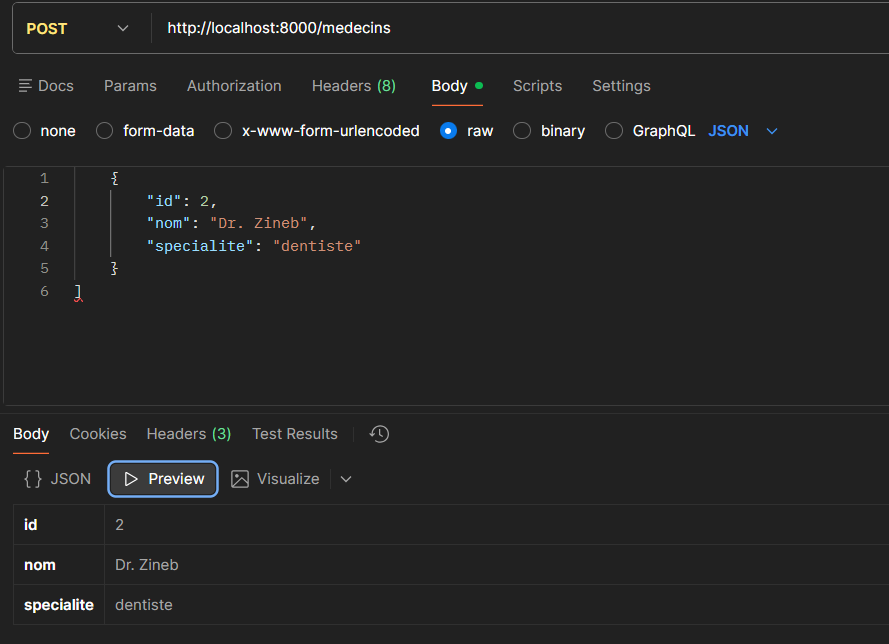 POST http://localhost:8000/medecins
Docs Params Authorization Headers (8) Body Scripts Settings
none form-data x-www-form-urlencoded raw binary GraphQL JSON
1 {
2 "id": 2,
3 "nom": "Dr. Zineb",
4 "specialite": "dentiste"
5 }
6 ]
Body Cookies Headers (3) Test Results
{} JSON Preview Visualize
id 2
nom Dr. Zineb
specialite dentiste